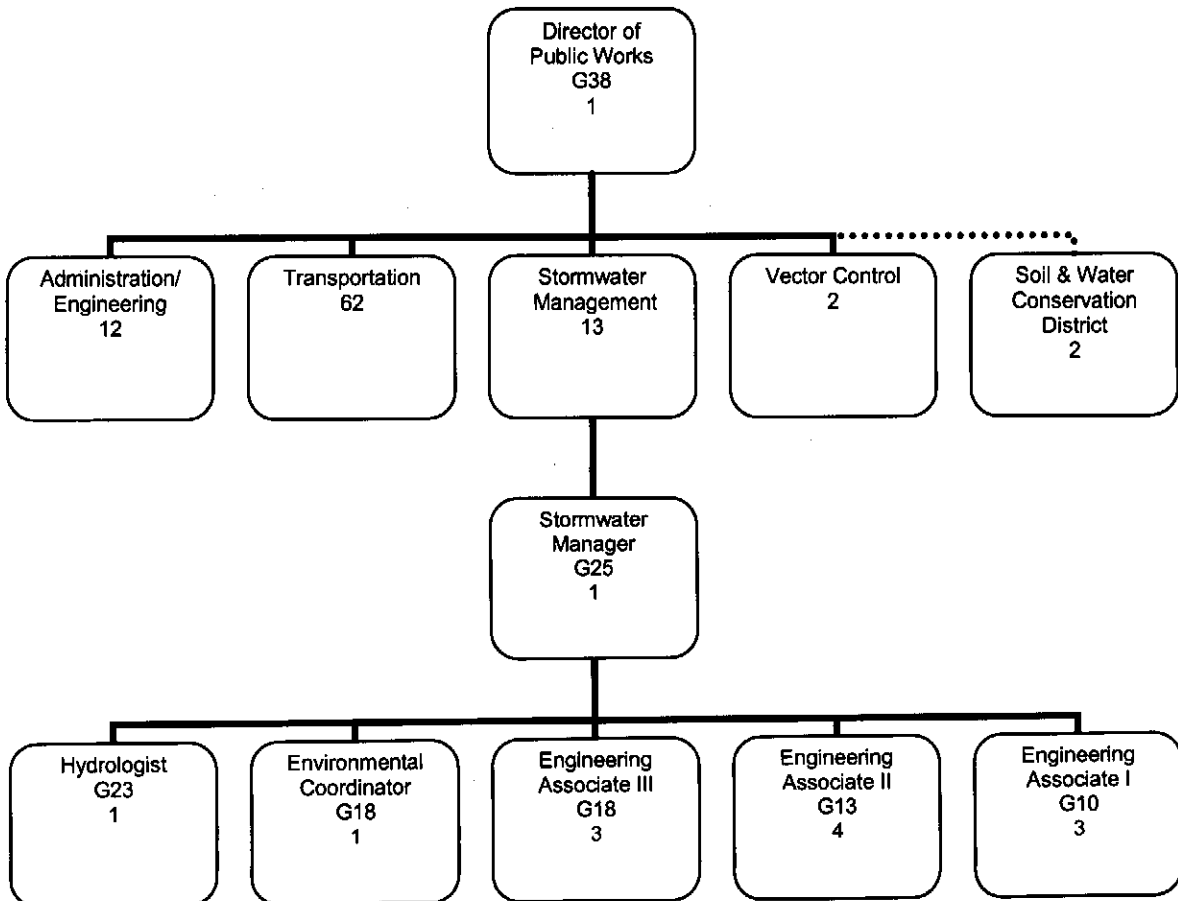 Director of
Public Works
G38
1
Administration/
Engineering
12
Transportation
62
Stormwater
Management
13
Vector Control
2
Soil & Water
Conservation
District
2
Stormwater
Manager
G25
1
Hydrologist
G23
1
Environmental
Coordinator
G18
1
Engineering
Associate III
G18
3
Engineering
Associate II
G13
4
Engineering
Associate I
G10
3